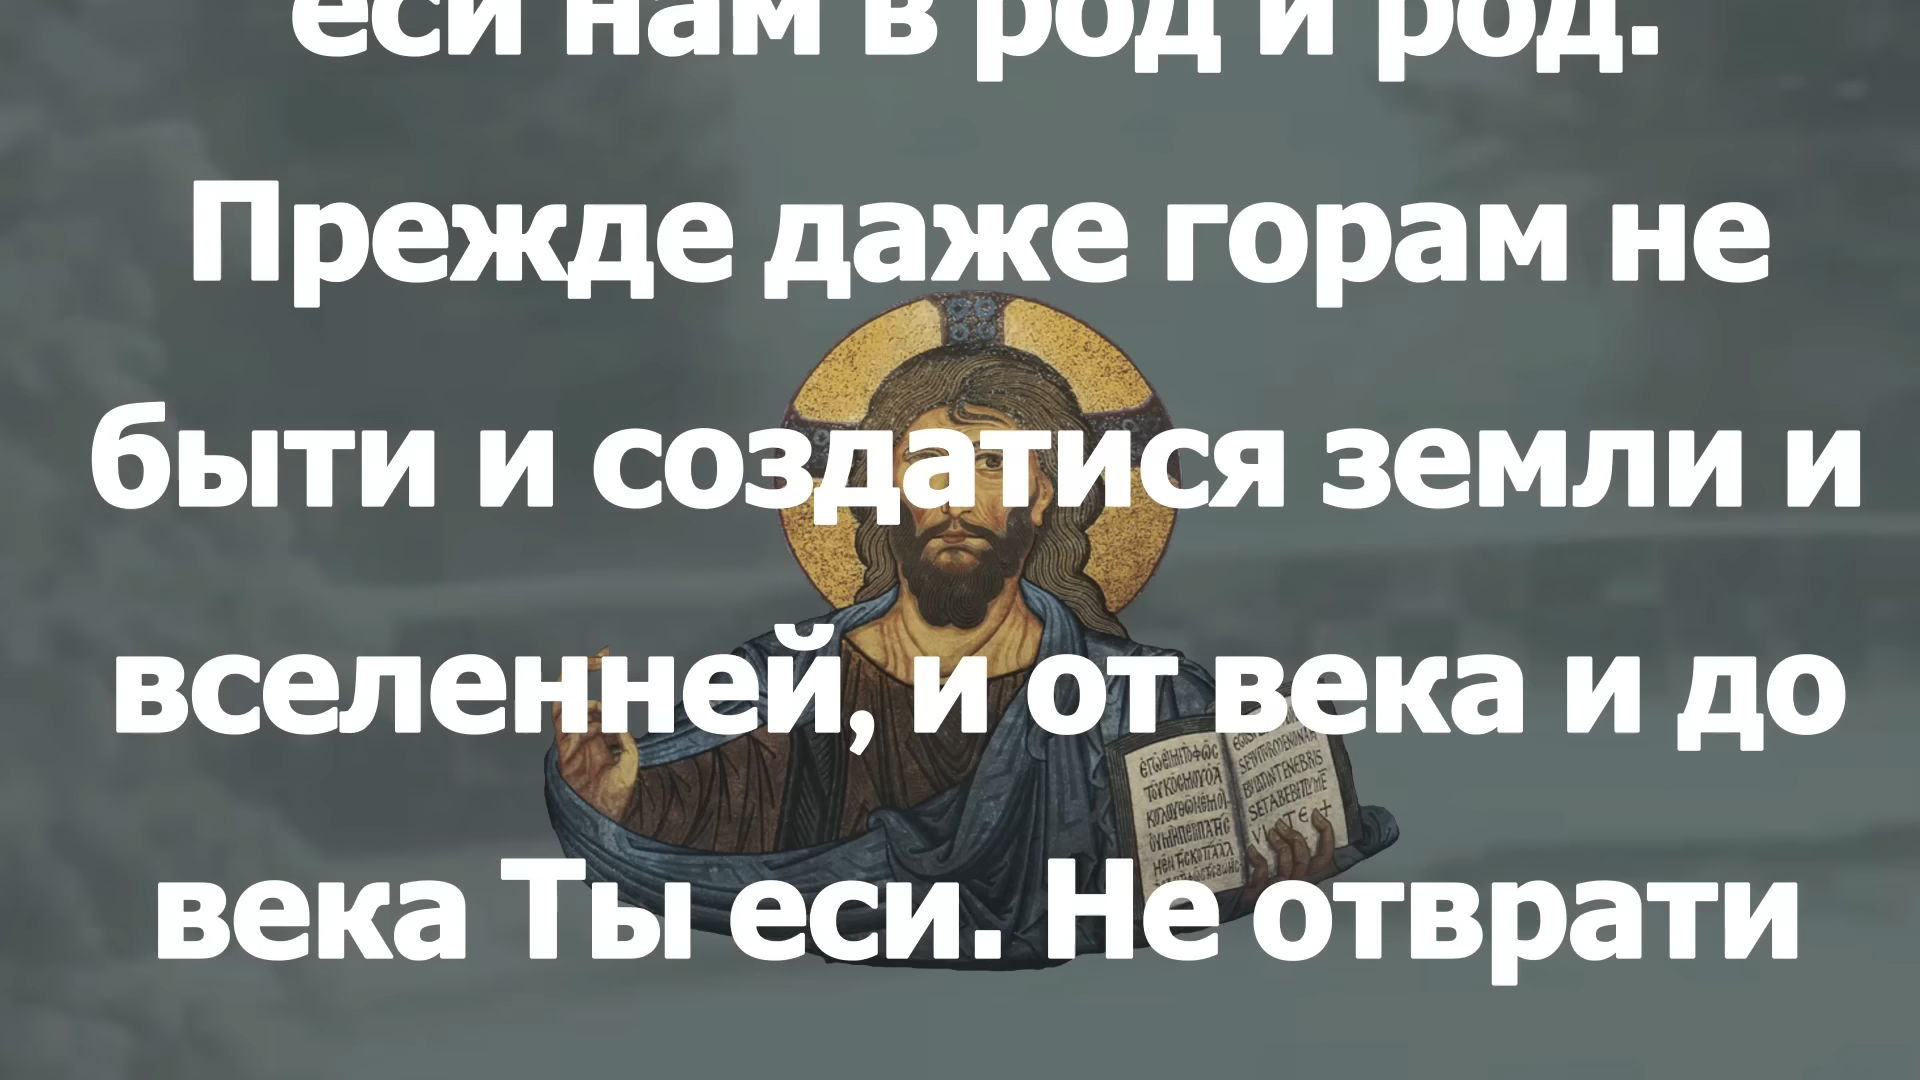 еси нам в род и род.
Прежде даже горам не
быти и создатися земли и
вселенней, и от века и до
века Ты еси. Не отврати